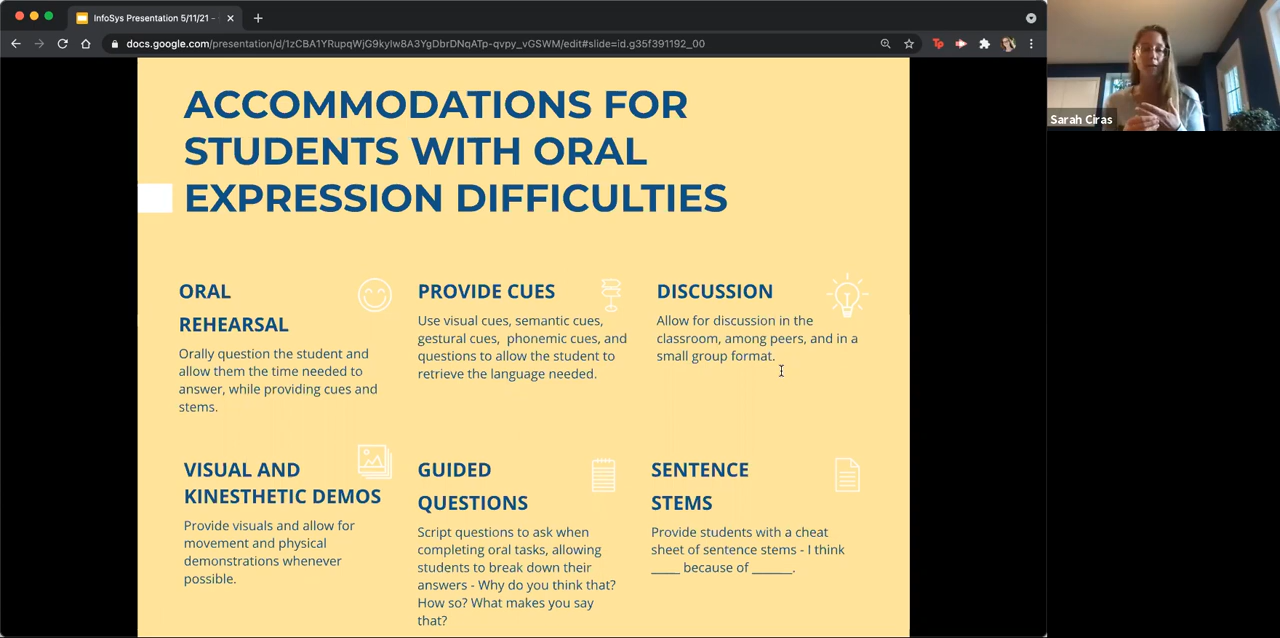 InfoSys Presentation 5/11/21 -
docs.google.com/presentation/d/1zCBA1YRupqWjG9kylw8A3YgDbrDNqATp-qvpy_vGSWM/edit#slide=id.g35f391192_00
Sarah Ciras
ACCOMMODATIONS FOR
STUDENTS WITH ORAL
EXPRESSION DIFFICULTIES
ORAL
REHEARSAL
Orally question the student and
allow them the time needed to
answer, while providing cues and
stems.
PROVIDE CUES
Use visual cues, semantic cues,
gestural cues,  phonemic cues, and
questions to allow the student to
retrieve the language needed.
DISCUSSION
Allow for discussion in the
classroom, among peers, and in a
small group format.
VISUAL AND
KINESTHETIC DEMOS
Provide visuals and allow for
movement and physical
demonstrations whenever
possible.
GUIDED
QUESTIONS
Script questions to ask when
completing oral tasks, allowing
students to break down their
answers - Why do you think that?
How so? What makes you say
that?
SENTENCE
STEMS
Provide students with a cheat
sheet of sentence stems - I think
_____ because of _______.